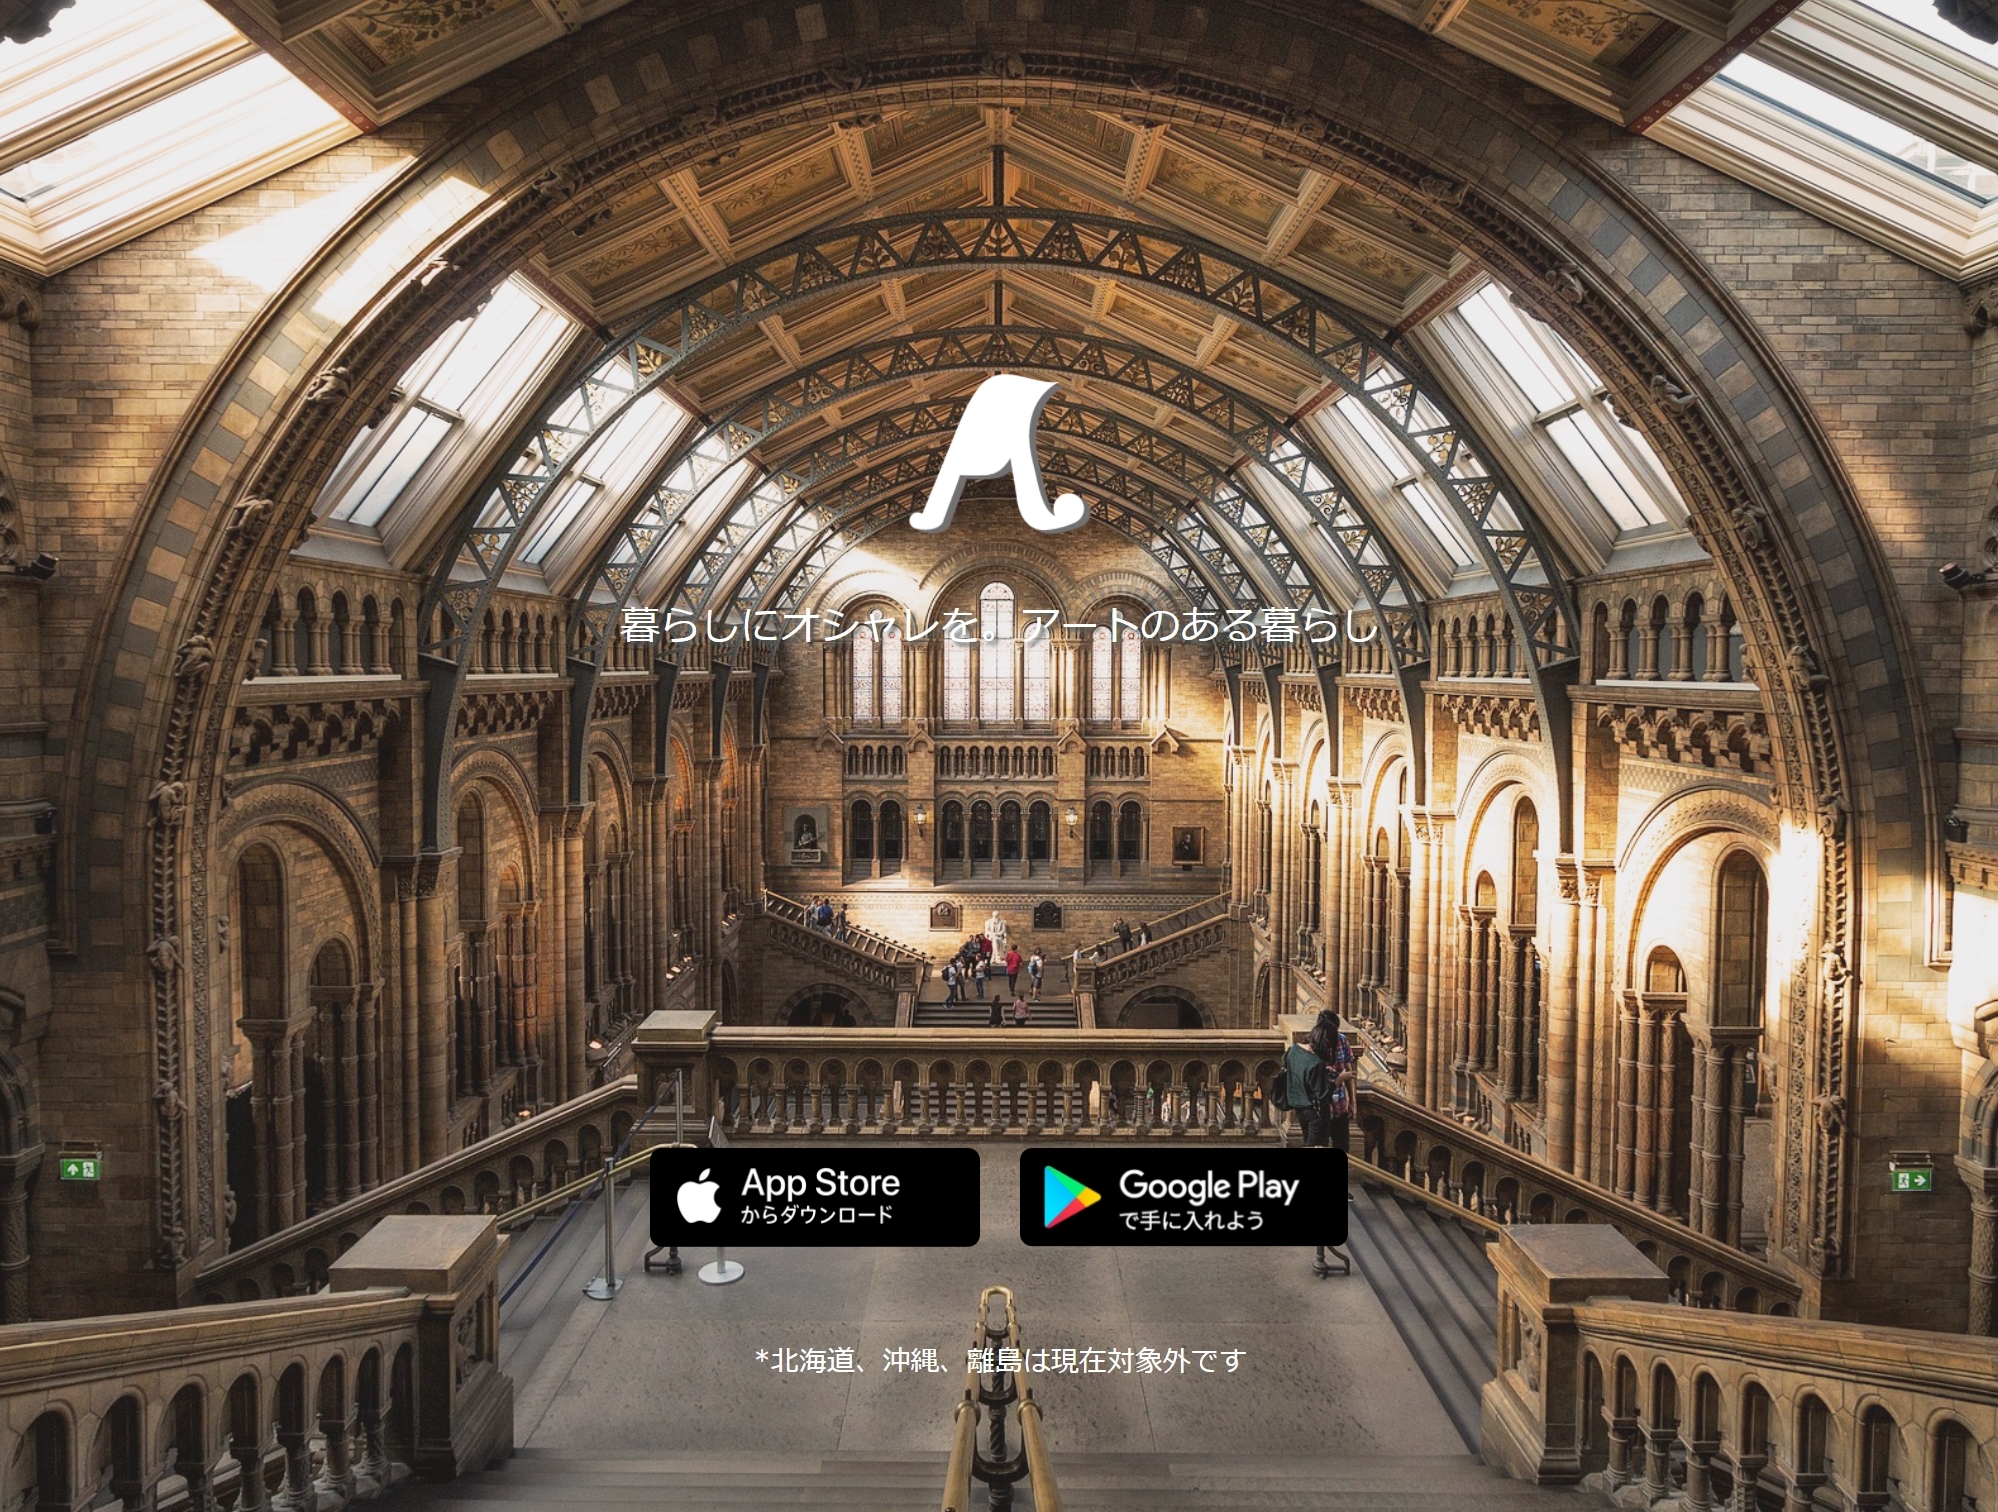 A
暮らしにオシャレを。アートのある暮らし
App Store
からダウンロード
Google Play
で手に入れよう
*北海道、沖縄、離島は現在対象外です